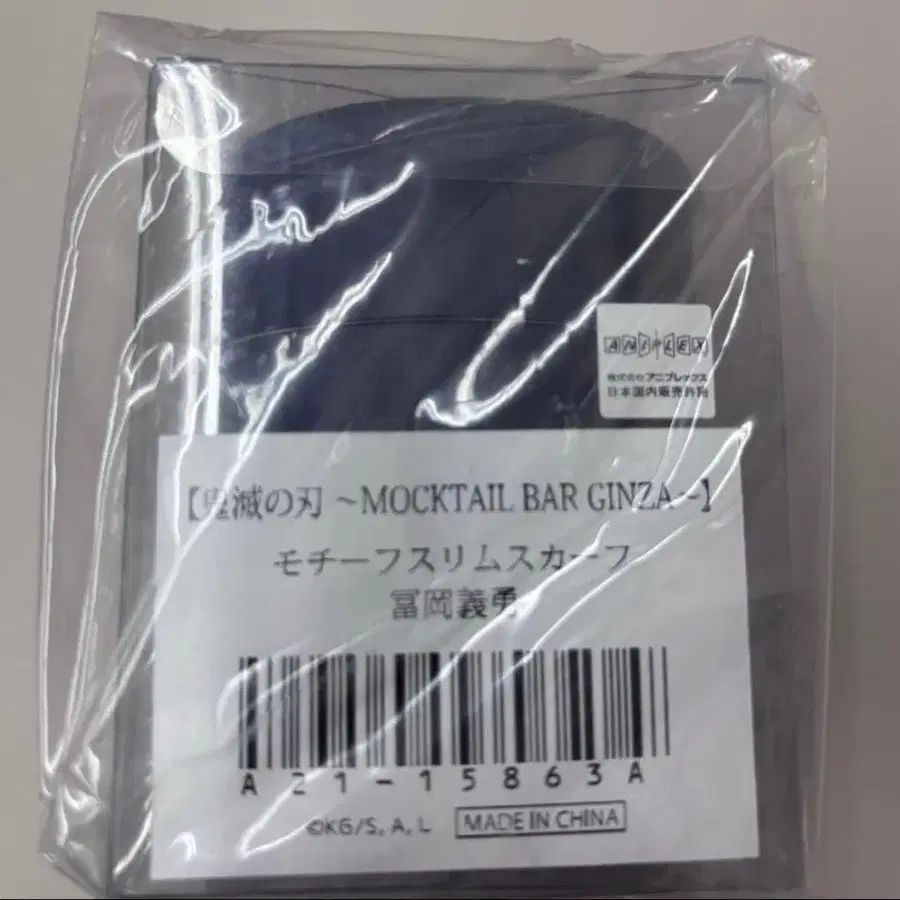 ANIPLEX
株式会社アニプレックス
日本国内販売許諾
【鬼滅の刃 ～MOCKTAIL BAR GINZA～】
モチーフスリムスカーフ
冨岡義勇
A21-15863A
©KG/S, A, L
MADE IN CHINA